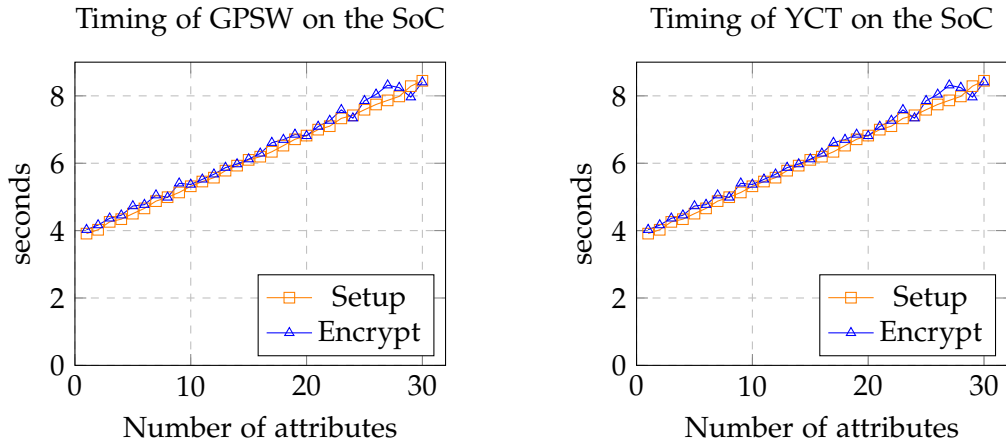 Timing of GPSW on the SoC
8
6
4
2
0
seconds
Setup
Encrypt
0 10 20 30
Number of attributes
Timing of YCT on the SoC
8
6
4
2
0
seconds
Setup
Encrypt
0 10 20 30
Number of attributes